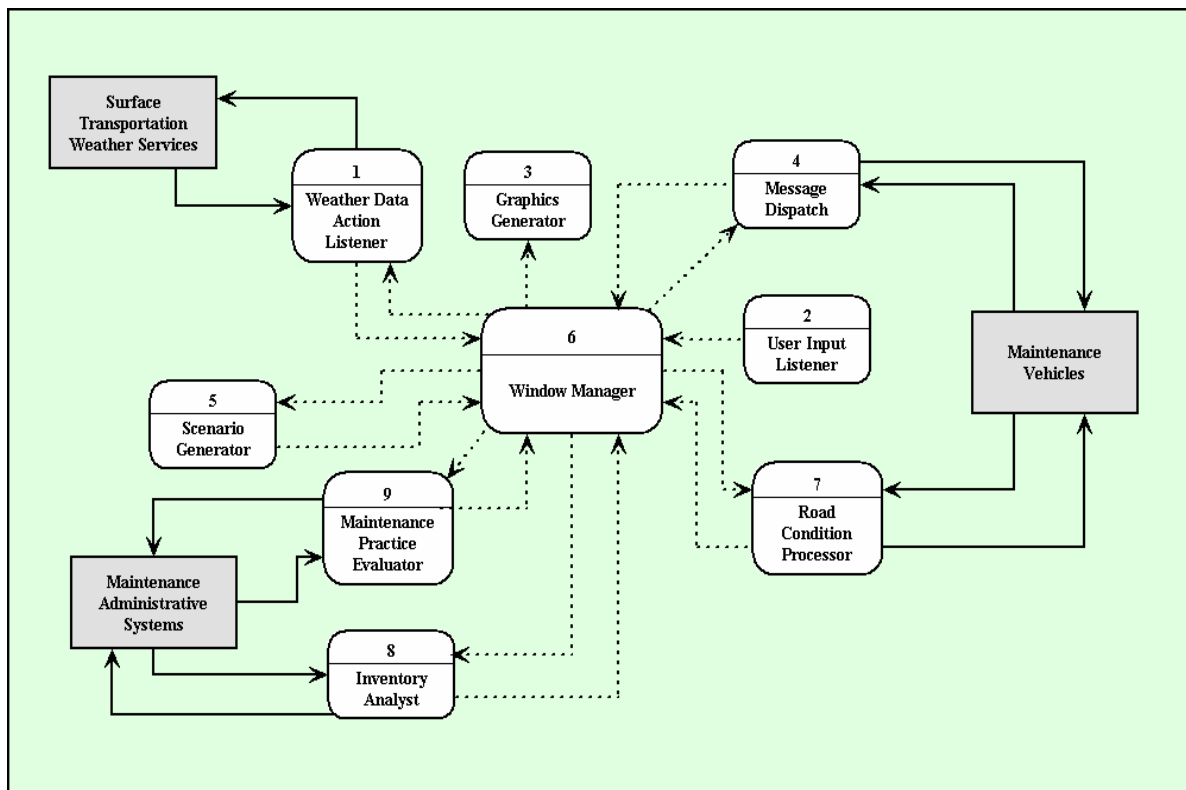 Surface
Transportation
Weather Services
1
Weather Data
Action
Listener
3
Graphics
Generator
4
Message
Dispatch
2
User Input
Listener
Maintenance
Vehicles
6
Window Manager
5
Scenario
Generator
7
Road
Condition
Processor
9
Maintenance
Practice
Evaluator
Maintenance
Administrative
Systems
8
Inventory
Analyst